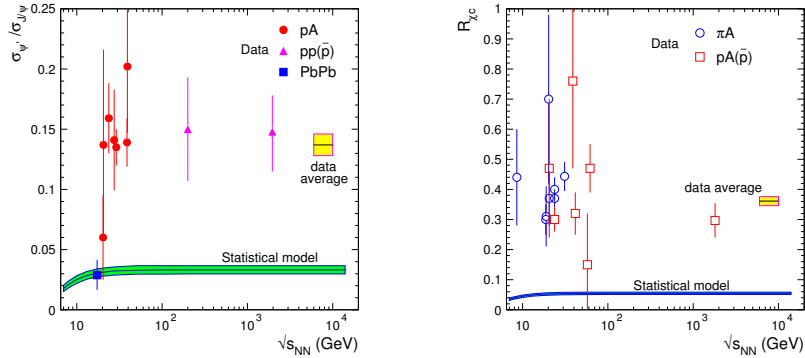 σψ' /σJ/ψ
0.25
0.2
0.15
0.1
0.05
0
pA
Data pp(p̄)
PbPb
data
average
Statistical model
10 10² 10³ 10⁴
√sNN (GeV)
Rχc
1
0.9
0.8
0.7
0.6
0.5
0.4
0.3
0.2
0.1
0
πA
Data
pA(p̄)
data average
Statistical model
10 10² 10³ 10⁴
√sNN (GeV)